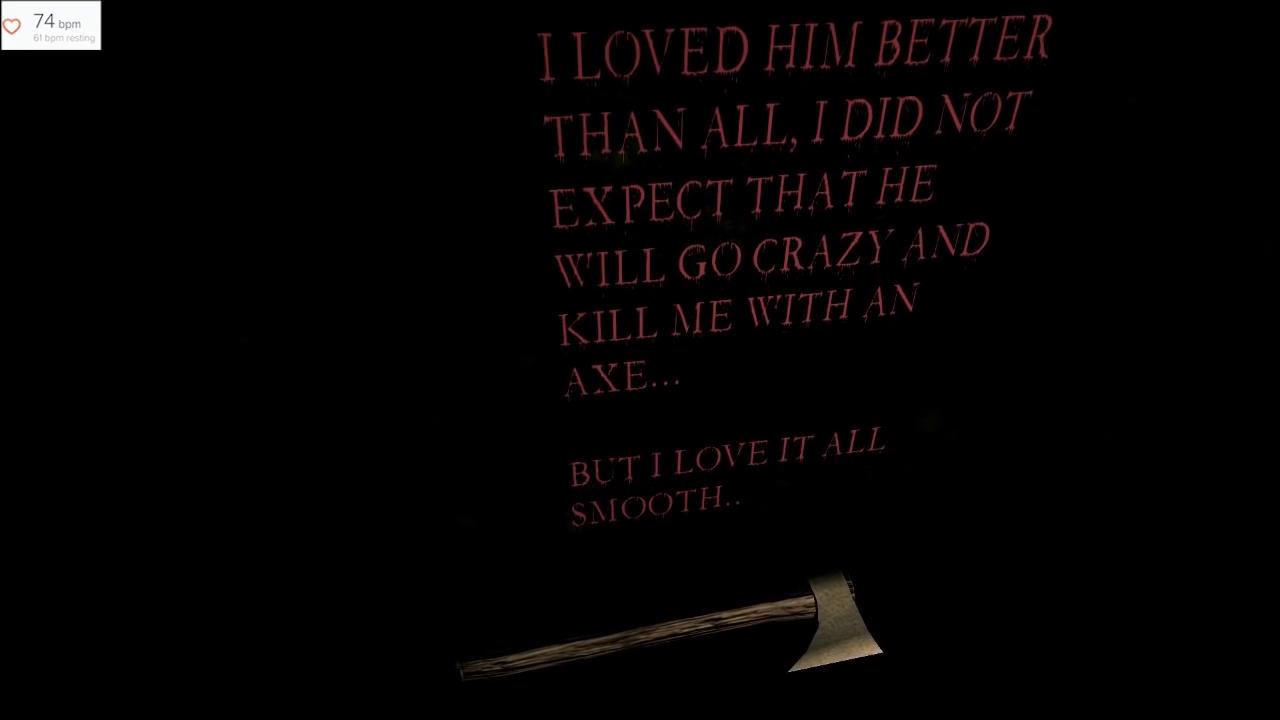 74 bpm
61 bpm resting
I LOVED HIM BETTER
THAN ALL, I DID NOT
EXPECT THAT HE
WILL GO CRAZY AND
KILL ME WITH AN
AXE...
BUT I LOVE IT ALL
SMOOTH..